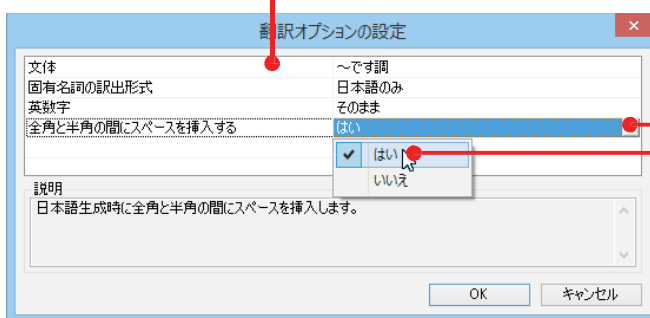 翻訳オプションの設定
文体 ～です調
固有名詞の訳出形式 日本語のみ
英数字 そのまま
全角と半角の間にスペースを挿入する はい
はい
いいえ
説明
日本語生成時に全角と半角の間にスペースを挿入します。
OK キャンセル